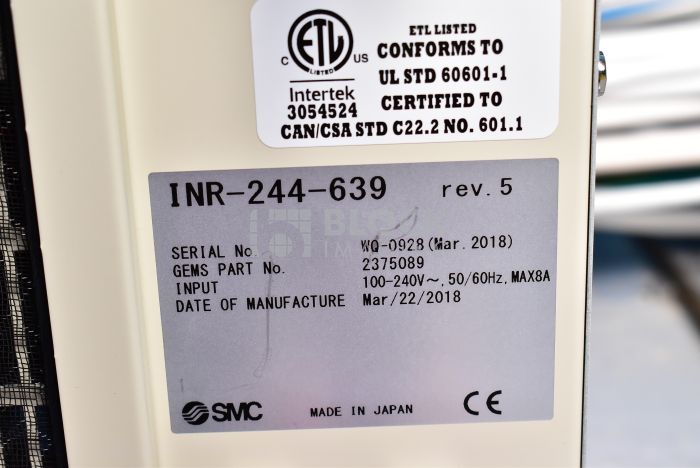 ETL LISTED
CONFORMS TO
UL STD 60601-1
CERTIFIED TO
CAN/CSA STD C22.2 NO. 601.1
C ETL US
LISTED
Intertek
3054524
INR-244-639 rev. 5
SERIAL No. WQ-0928 (Mar. 2018)
GEMS PART No. 2375089
INPUT 100-240V～, 50/60Hz, MAX8A
DATE OF MANUFACTURE Mar/22/2018
SMC MADE IN JAPAN CE